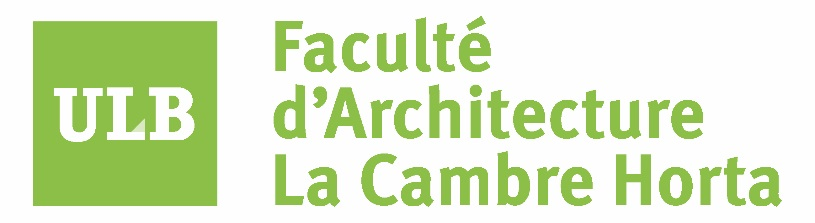 ULB
Faculté
d'Architecture
La Cambre Horta